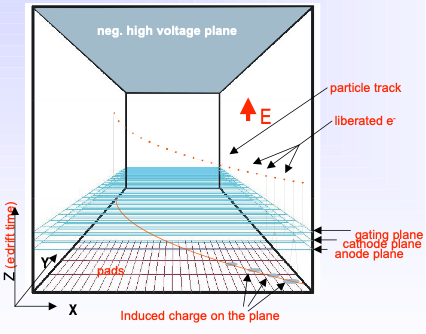 neg. high voltage plane
particle track
E
liberated e-
gating plane
cathode plane
anode plane
Z (e drift time)
Y
pads
X
Induced charge on the plane